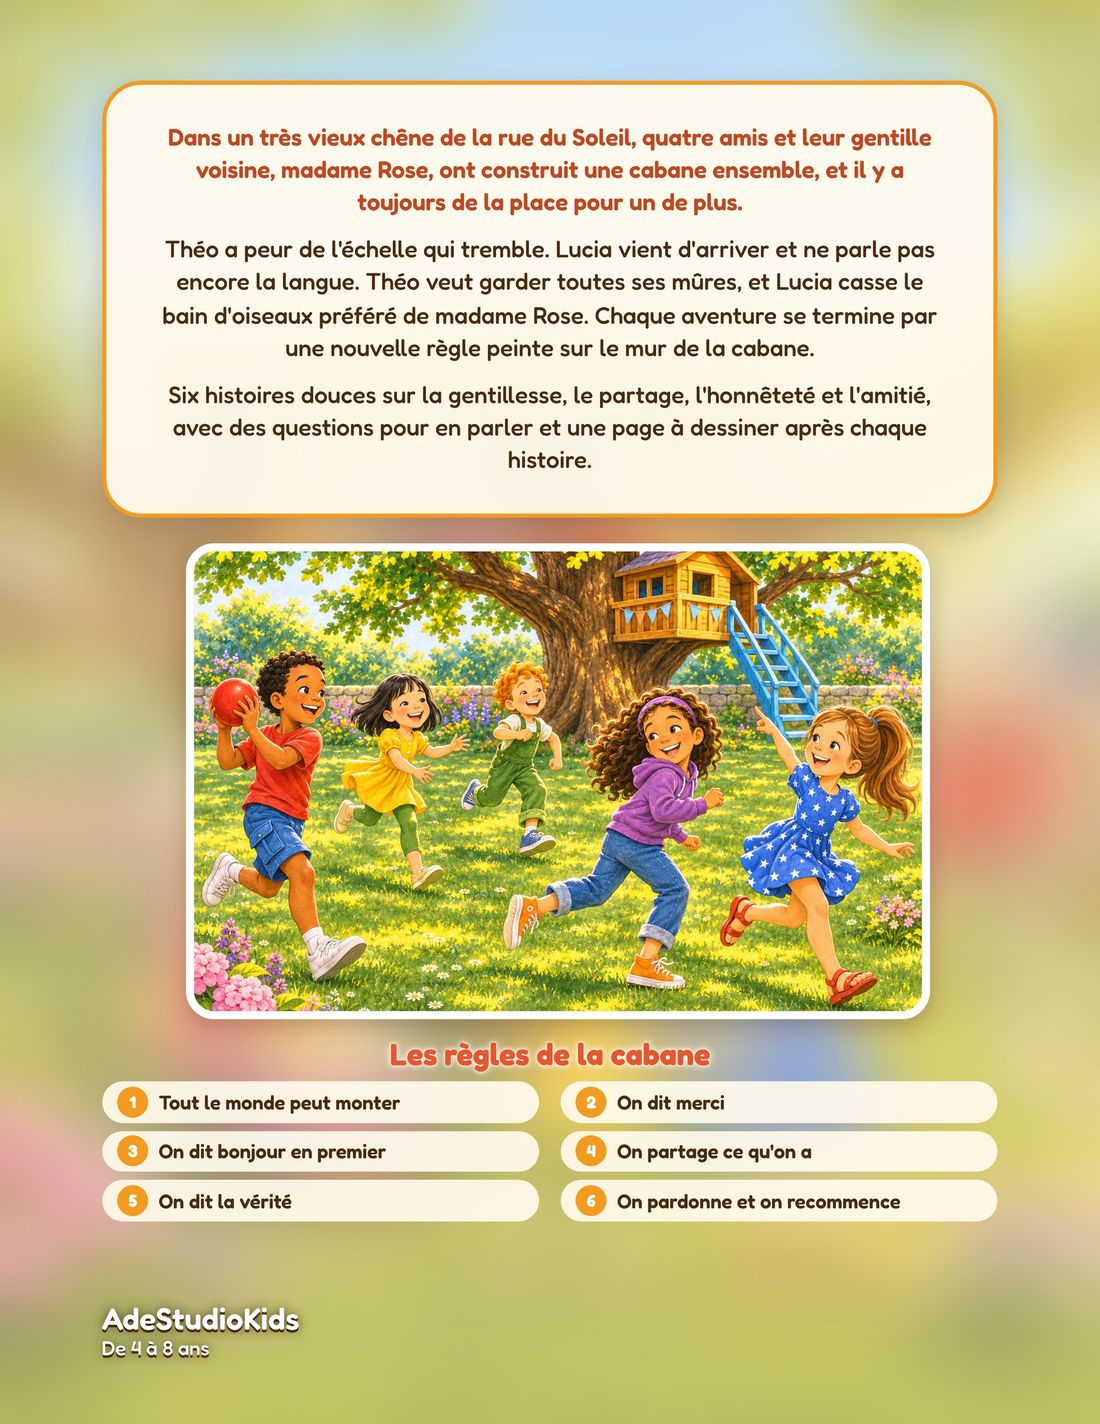 Dans un très vieux chêne de la rue du Soleil, quatre amis et leur gentille
voisine, madame Rose, ont construit une cabane ensemble, et il y a
toujours de la place pour un de plus.
Théo a peur de l'échelle qui tremble. Lucia vient d'arriver et ne parle pas
encore la langue. Théo veut garder toutes ses mûres, et Lucia casse le
bain d'oiseaux préféré de madame Rose. Chaque aventure se termine par
une nouvelle règle peinte sur le mur de la cabane.
Six histoires douces sur la gentillesse, le partage, l'honnêteté et l'amitié,
avec des questions pour en parler et une page à dessiner après chaque
histoire.
Les règles de la cabane
1 Tout le monde peut monter
2 On dit merci
3 On dit bonjour en premier
4 On partage ce qu'on a
5 On dit la vérité
6 On pardonne et on recommence
AdeStudioKids
De 4 à 8 ans